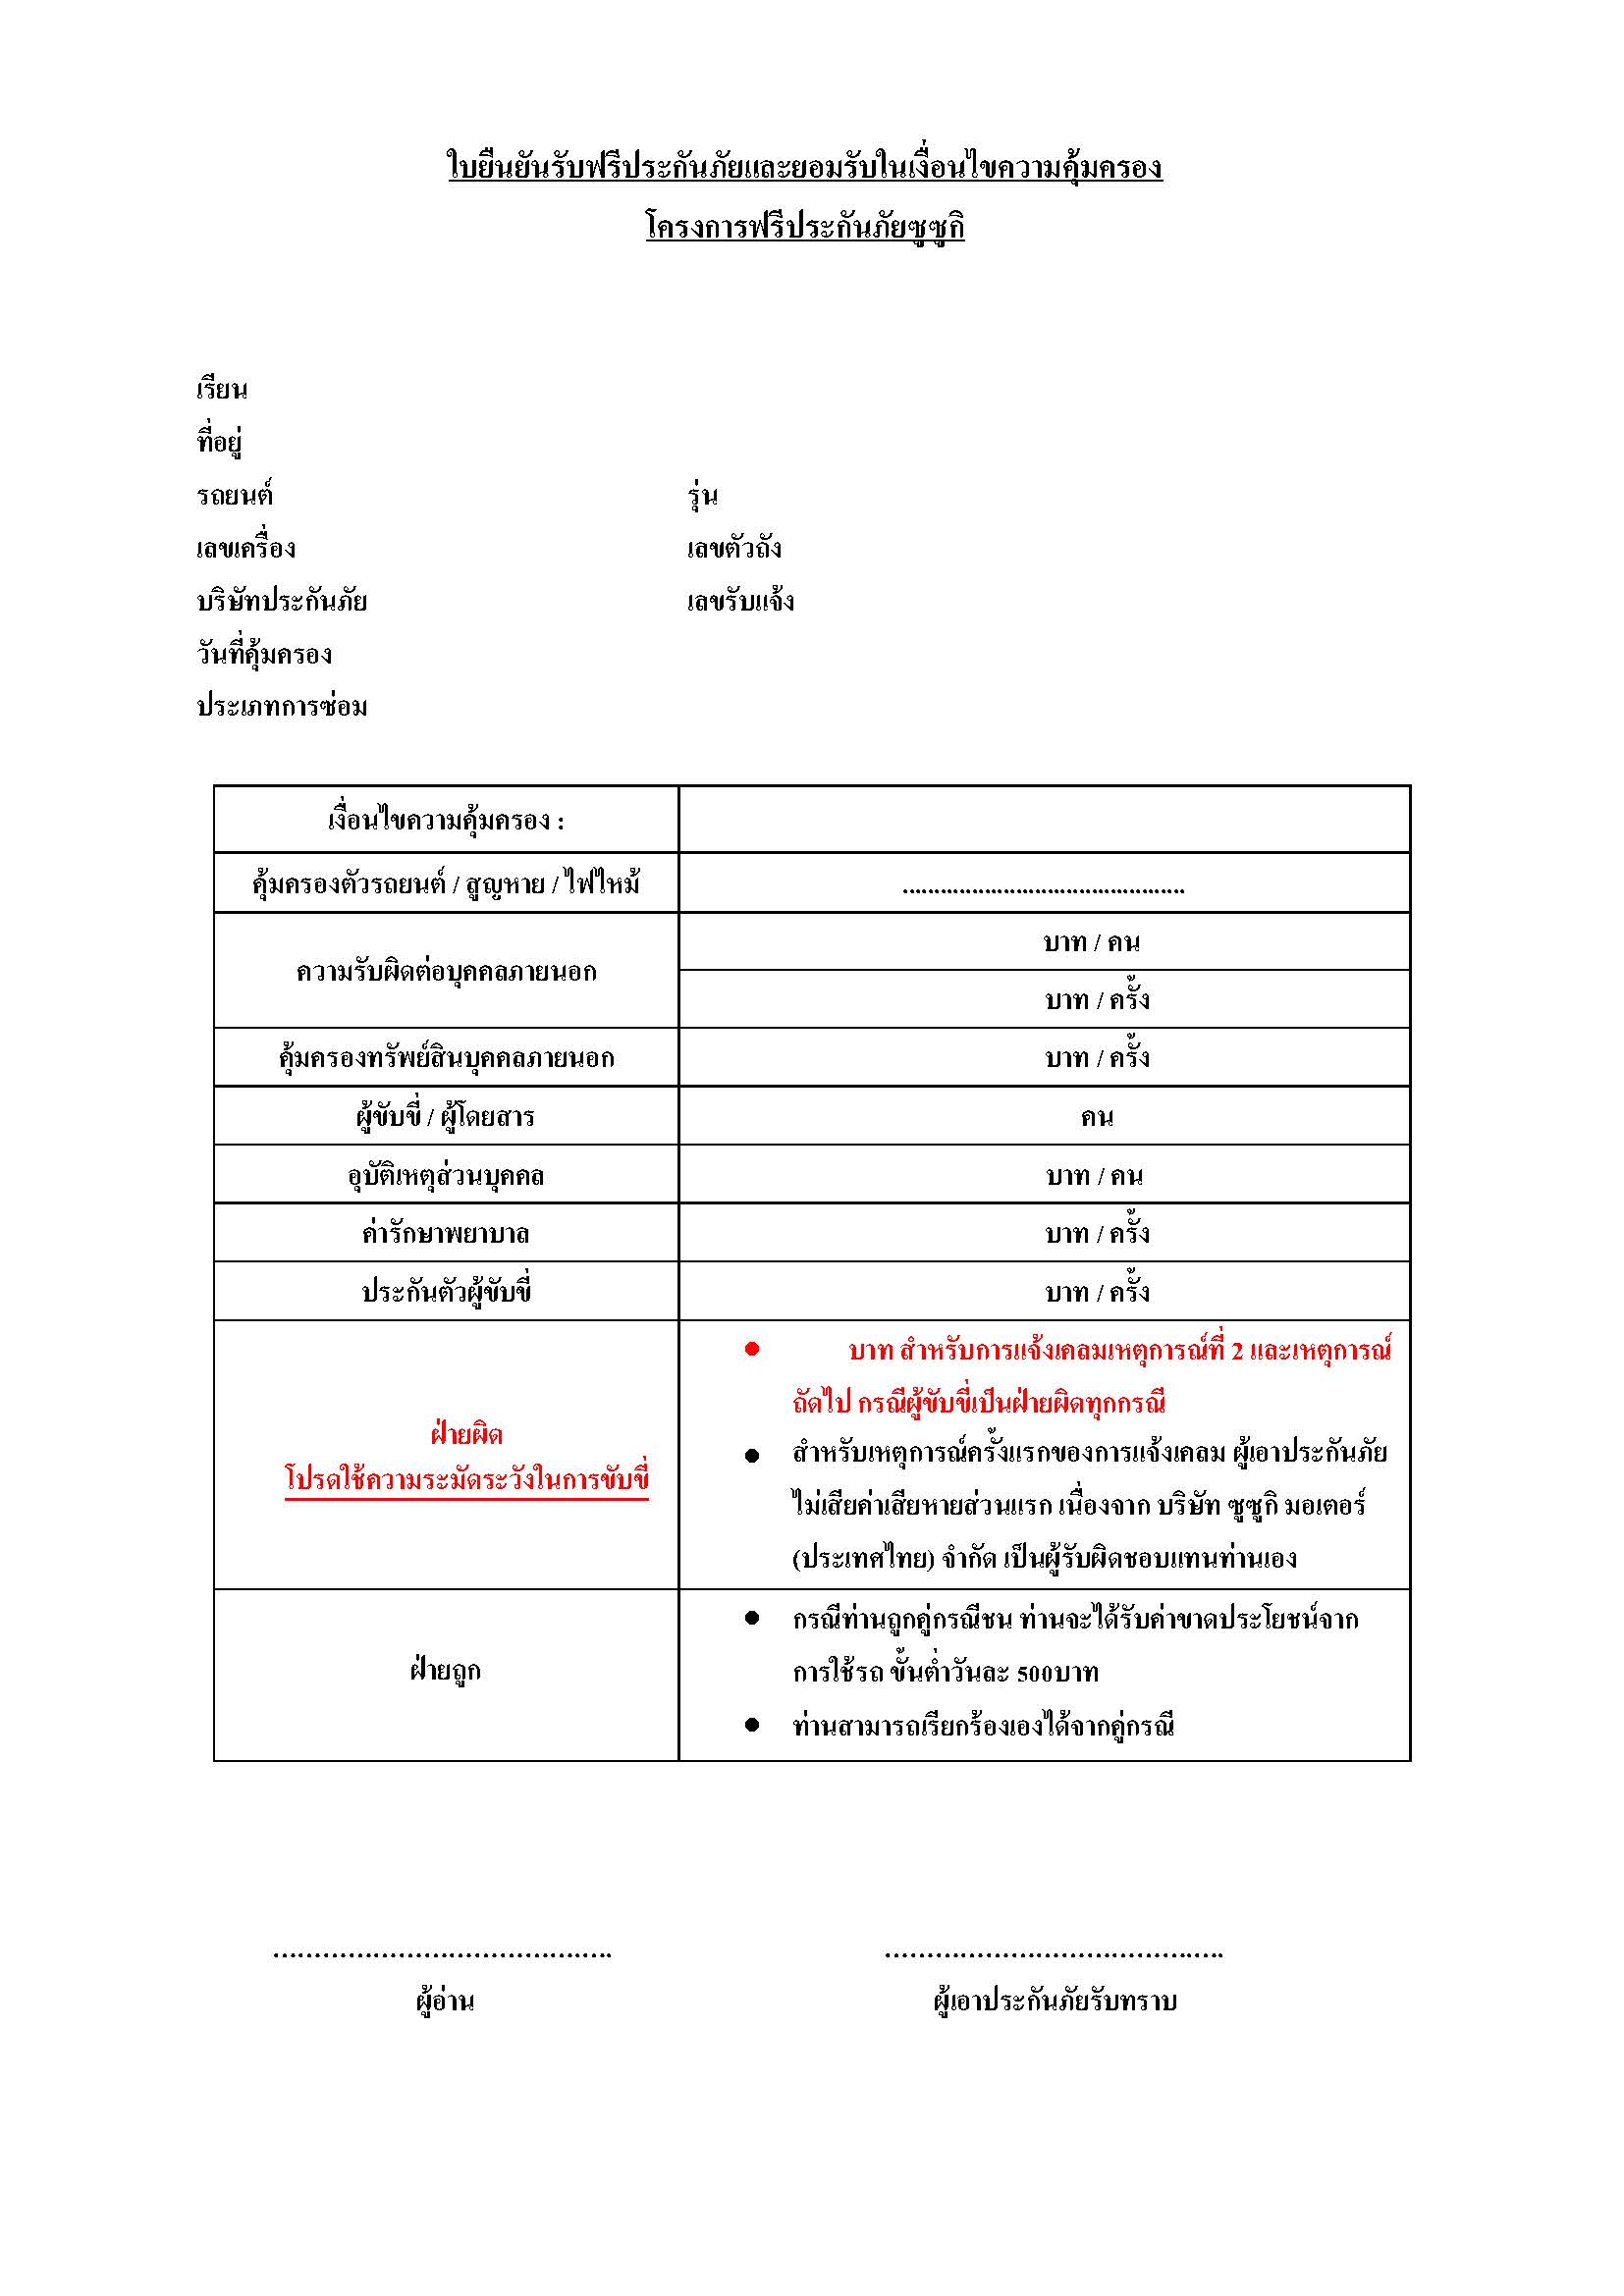 ใบยืนยันรับฟรีประกันภัยและยอมรับในเงื่อนไขความคุ้มครอง
โครงการฟรีประกันภัยซูซูกิ
เรียน
ที่อยู่
รถยนต์ รุ่น
เลขเครื่อง เลขตัวถัง
บริษัทประกันภัย เลขรับแจ้ง
วันที่คุ้มครอง
ประเภทการซ่อม
เงื่อนไขความคุ้มครอง :
คุ้มครองตัวรถยนต์ / สูญหาย / ไฟไหม้ .............................................
ความรับผิดต่อบุคคลภายนอก
บาท / คน
บาท / ครั้ง
คุ้มครองทรัพย์สินบุคคลภายนอก บาท / ครั้ง
ผู้ขับขี่ / ผู้โดยสาร คน
อุบัติเหตุส่วนบุคคล บาท / คน
ค่ารักษาพยาบาล บาท / ครั้ง
ประกันตัวผู้ขับขี่ บาท / ครั้ง
ฝ่ายผิด
โปรดใช้ความระมัดระวังในการขับขี่
● บาท สำหรับการแจ้งเคลมเหตุการณ์ที่ 2 และเหตุการณ์
ถัดไป กรณีผู้ขับขี่เป็นฝ่ายผิดทุกกรณี
● สำหรับเหตุการณ์ครั้งแรกของการแจ้งเคลม ผู้เอาประกันภัย
ไม่เสียค่าเสียหายส่วนแรก เนื่องจาก บริษัท ซูซูกิ มอเตอร์
(ประเทศไทย) จำกัด เป็นผู้รับผิดชอบแทนท่านเอง
ฝ่ายถูก
● กรณีท่านถูกคู่กรณีชน ท่านจะได้รับค่าขาดประโยชน์จาก
การใช้รถ ขั้นต่ำวันละ 500บาท
● ท่านสามารถเรียกร้องเองได้จากคู่กรณี
........................................ ........................................
ผู้อ่าน ผู้เอาประกันภัยรับทราบ